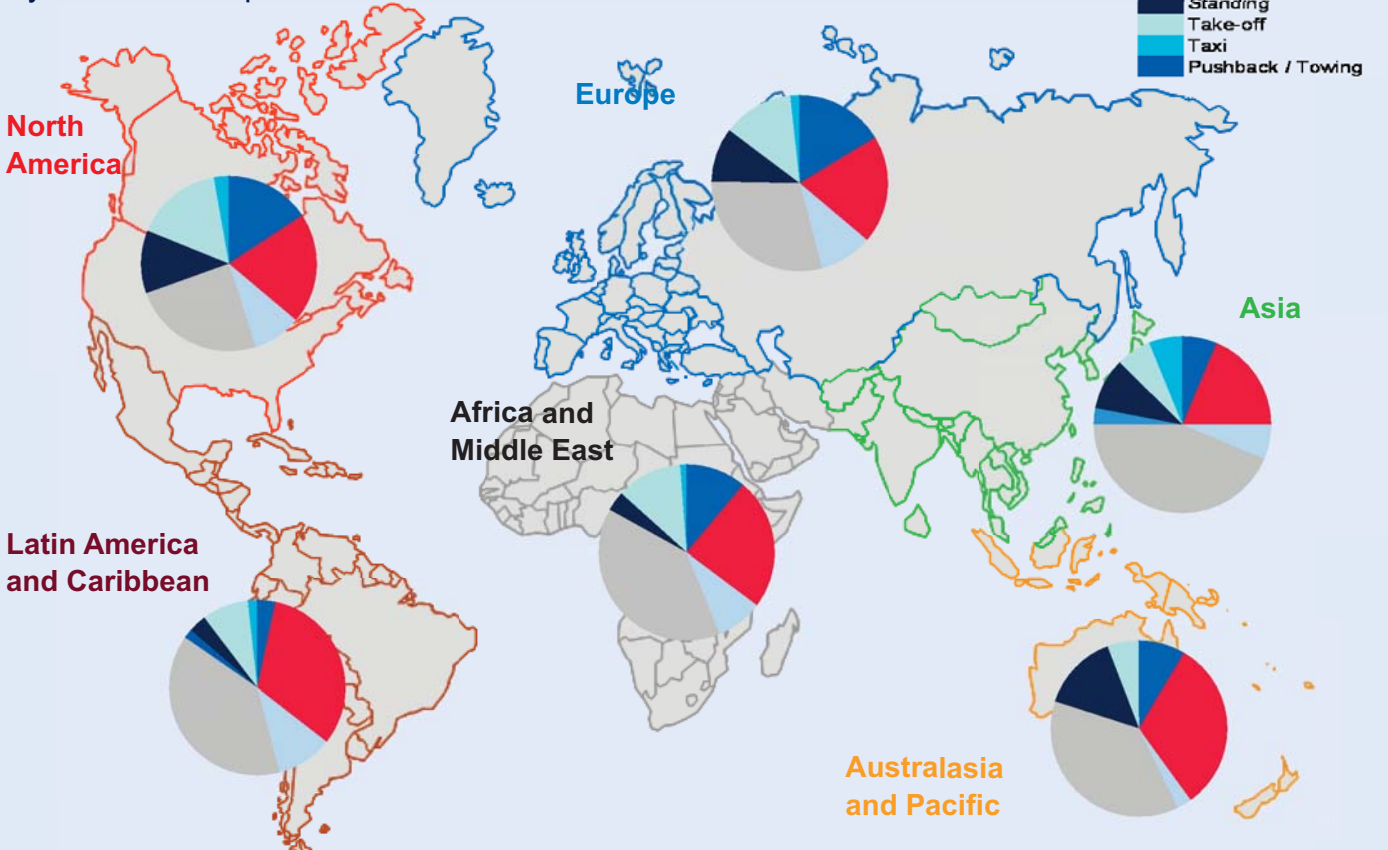 Standing
Take-off
Taxi
Pushback / Towing
Europe
North
America
Asia
Africa and
Middle East
Latin America
and Caribbean
Australasia
and Pacific